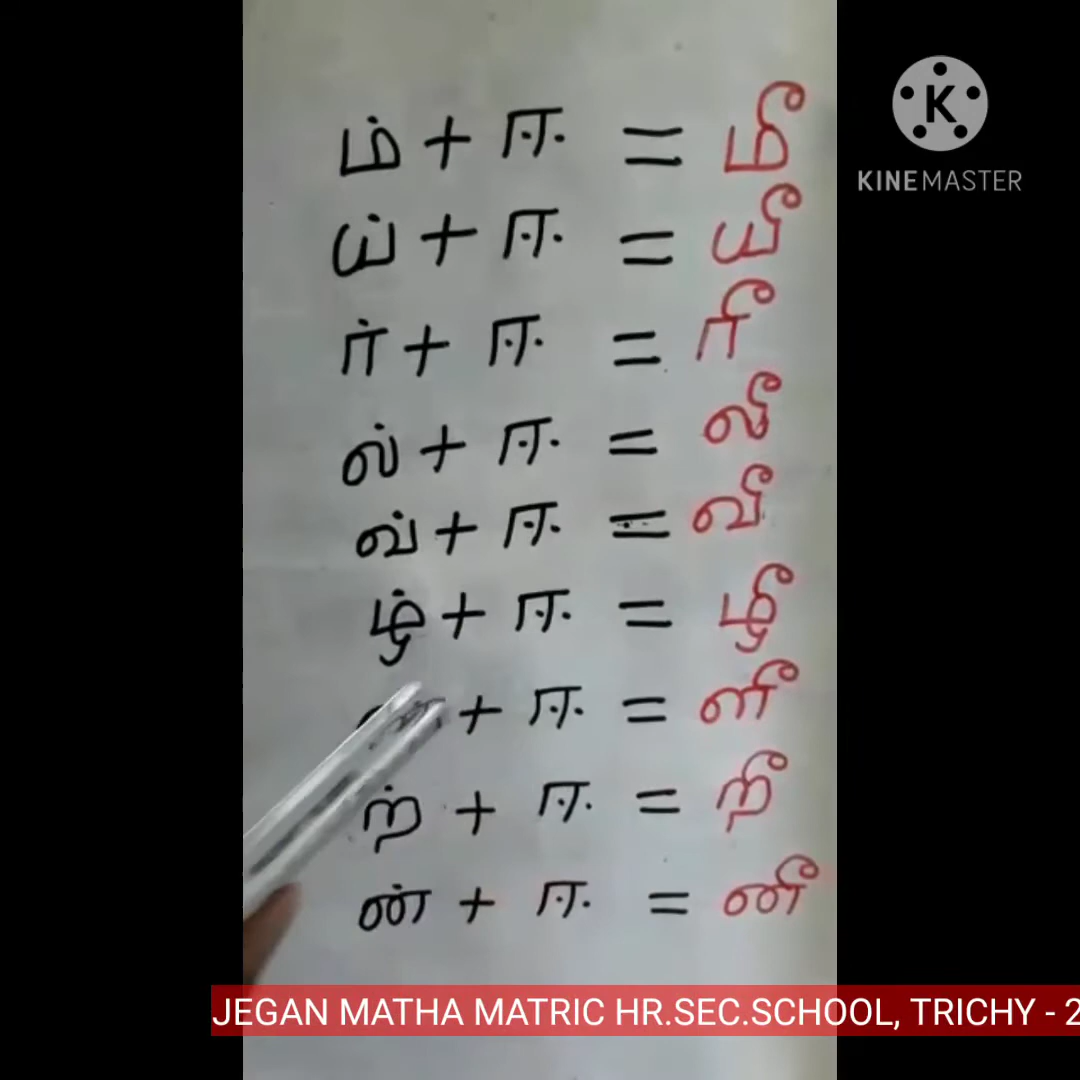 ம் + ஈ = மீ
KINEMASTER
ய் + ஈ = யீ
ர் + ஈ = ரீ
ல் + ஈ = லீ
வ் + ஈ = வீ
ழ் + ஈ = ழீ
+ ஈ = ளீ
ற் + ஈ = றீ
ன் + ஈ = னீ
JEGAN MATHA MATRIC HR.SEC.SCHOOL, TRICHY - 2